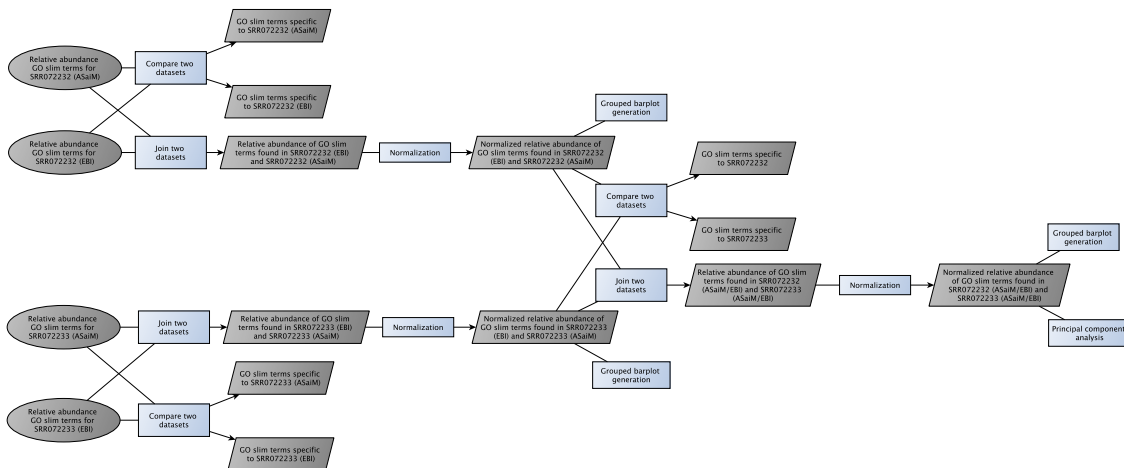 GO slim terms specific
to SRR072232 (ASaiM)
Relative abundance
GO slim terms for
SRR072232 (ASaiM)
Compare two
datasets
GO slim terms specific
to SRR072232 (EBI)
Relative abundance
GO slim terms for
SRR072232 (EBI)
Join two
datasets
Relative abundance of GO slim
terms found in SRR072232 (EBI)
and SRR072232 (ASaiM)
Normalization
Normalized relative abundance of
GO slim terms found in SRR072232
(EBI) and SRR072232 (ASaiM)
Grouped barplot
generation
GO slim terms specific
to SRR072232
Compare two
datasets
GO slim terms specific
to SRR072233
Join two
datasets
Relative abundance of GO slim
terms found in SRR072232
(ASaiM/EBI) and SRR072233
(ASaiM/EBI)
Normalization
Normalized relative abundance
of GO slim terms found in
SRR072232 (ASaiM/EBI) and
SRR072233 (ASaiM/EBI)
Grouped barplot
generation
Principal component
analysis
Relative abundance
GO slim terms for
SRR072233 (ASaiM)
Join two
datasets
Relative abundance of GO slim
terms found in SRR072233 (EBI)
and SRR072233 (ASaiM)
Normalization
Normalized relative abundance of
GO slim terms found in SRR072233
(EBI) and SRR072233 (ASaiM)
Grouped barplot
generation
GO slim terms specific
to SRR072233 (ASaiM)
Relative abundance
GO slim terms for
SRR072233 (EBI)
Compare two
datasets
GO slim terms specific
to SRR072233 (EBI)